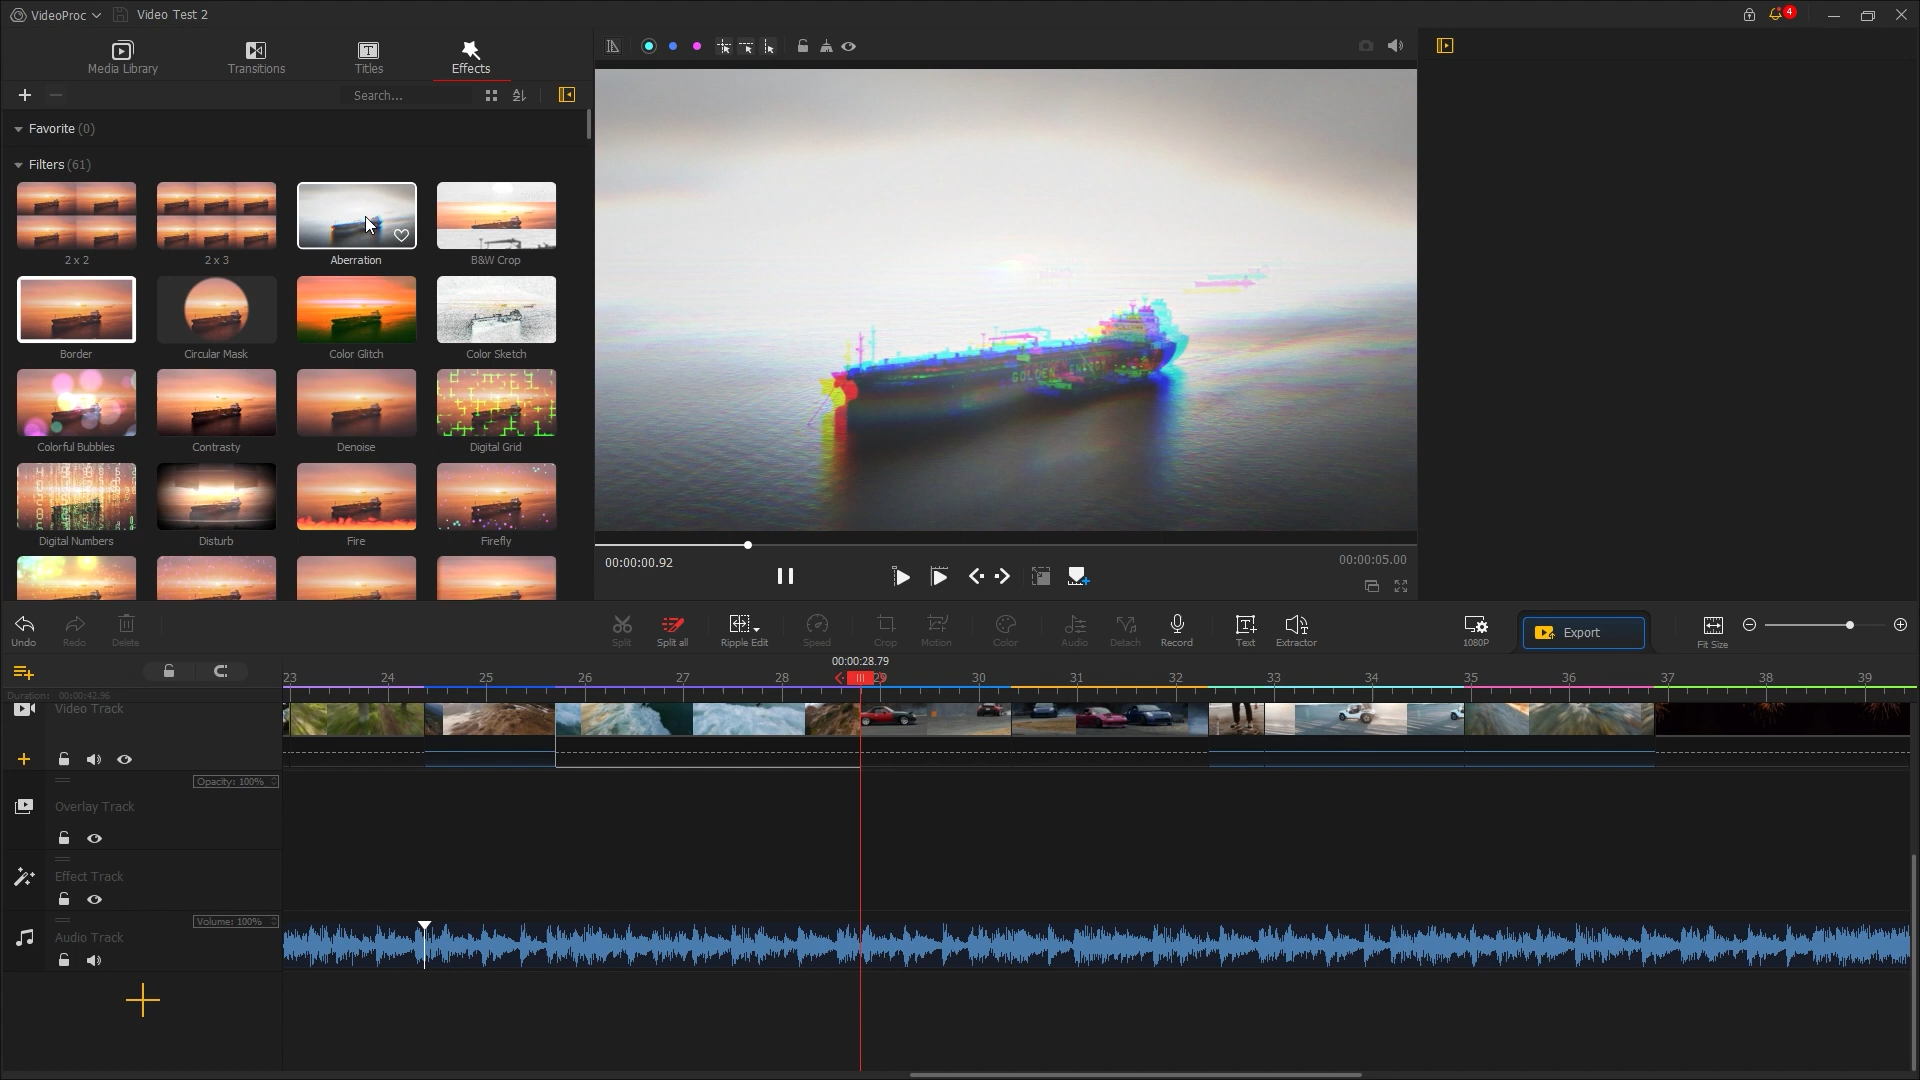 VideoProc
Video Test 2
4
Media Library
Transitions
Titles
Effects
Search...
Favorite (0)
Filters (61)
2 x 2
2 x 3
Aberration
B&W Crop
Border
Circular Mask
Color Glitch
Color Sketch
Colorful Bubbles
Contrasty
Denoise
Digital Grid
Digital Numbers
Disturb
Fire
Firefly
GOLDEN ENERGY
00:00:00.92
00:00:05.00
Undo
Redo
Delete
Split
Split all
Ripple Edit
Speed
Crop
Motion
Color
Audio
Detach
Record
Text
Extractor
1080P
Export
Fit Size
00:00:28.79
23 24 25 26 27 28 29 30 31 32 33 34 35 36 37 38 39
Duration: 00:00:42.96
Video Track
Opacity: 100%
Overlay Track
Effect Track
Volume: 100%
Audio Track